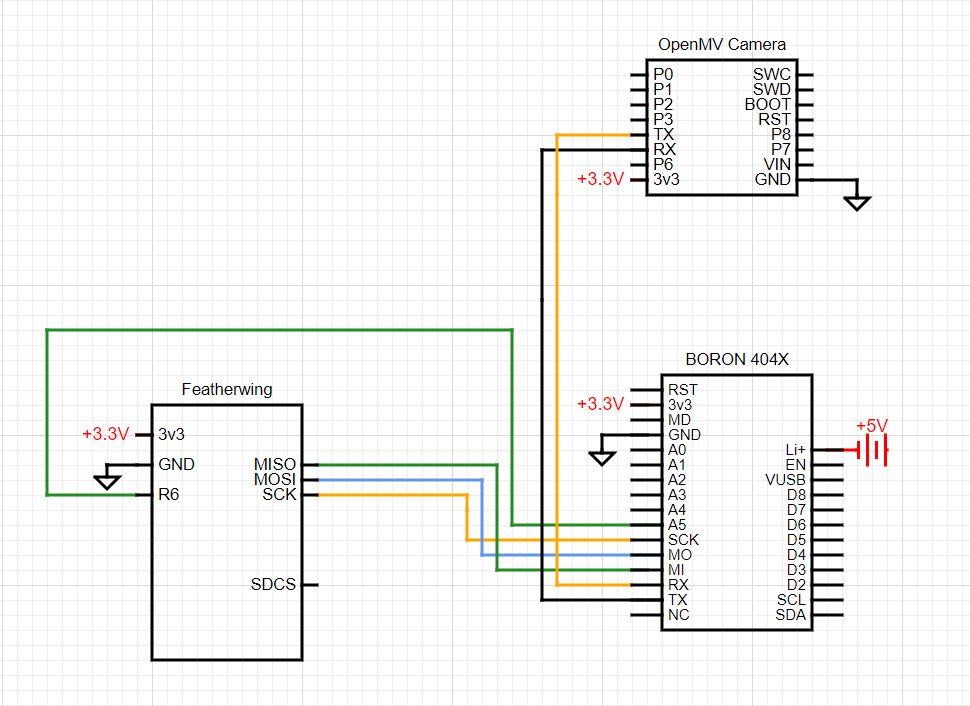 OpenMV Camera
P0 SWC
P1 SWD
P2 BOOT
P3 RST
TX P8
RX P7
P6 VIN
+3.3V 3v3 GND
BORON 404X
RST
+3.3V 3v3
MD
GND
A0 Li+ +5V
A1 EN
A2 VUSB
A3 D8
A4 D7
A5 D6
SCK D5
MO D4
MI D3
RX D2
TX SCL
NC SDA
Featherwing
+3.3V 3v3
GND MISO
MOSI
R6 SCK
SDCS